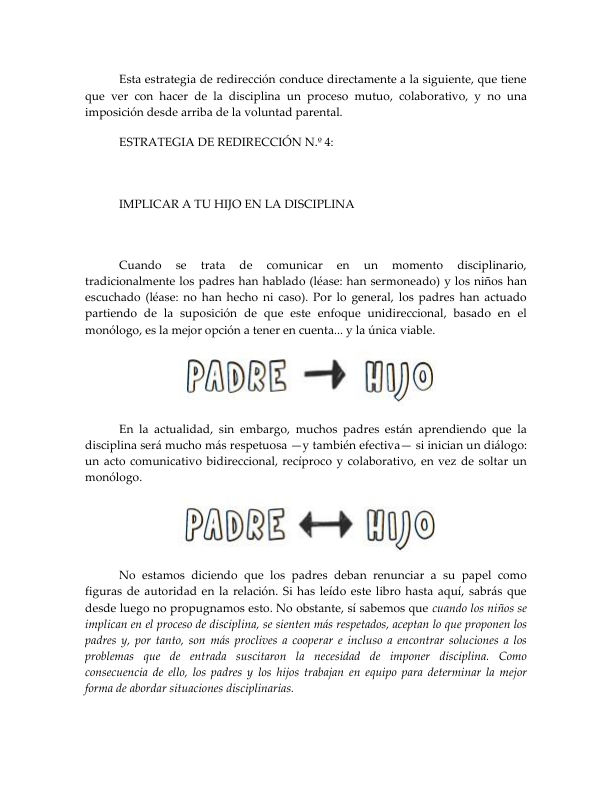 Esta estrategia de redirección conduce directamente a la siguiente, que tiene
que ver con hacer de la disciplina un proceso mutuo, colaborativo, y no una
imposición desde arriba de la voluntad parental.
ESTRATEGIA DE REDIRECCIÓN N.º 4:
IMPLICAR A TU HIJO EN LA DISCIPLINA
Cuando se trata de comunicar en un momento disciplinario,
tradicionalmente los padres han hablado (léase: han sermoneado) y los niños han
escuchado (léase: no han hecho ni caso). Por lo general, los padres han actuado
partiendo de la suposición de que este enfoque unidireccional, basado en el
monólogo, es la mejor opción a tener en cuenta... y la única viable.
PADRE → HIJO
En la actualidad, sin embargo, muchos padres están aprendiendo que la
disciplina será mucho más respetuosa —y también efectiva— si inician un diálogo:
un acto comunicativo bidireccional, recíproco y colaborativo, en vez de soltar un
monólogo.
PADRE ↔ HIJO
No estamos diciendo que los padres deban renunciar a su papel como
figuras de autoridad en la relación. Si has leído este libro hasta aquí, sabrás que
desde luego no propugnamos esto. No obstante, sí sabemos que cuando los niños se
implican en el proceso de disciplina, se sienten más respetados, aceptan lo que proponen los
padres y, por tanto, son más proclives a cooperar e incluso a encontrar soluciones a los
problemas que de entrada suscitaron la necesidad de imponer disciplina. Como
consecuencia de ello, los padres y los hijos trabajan en equipo para determinar la mejor
forma de abordar situaciones disciplinarias.